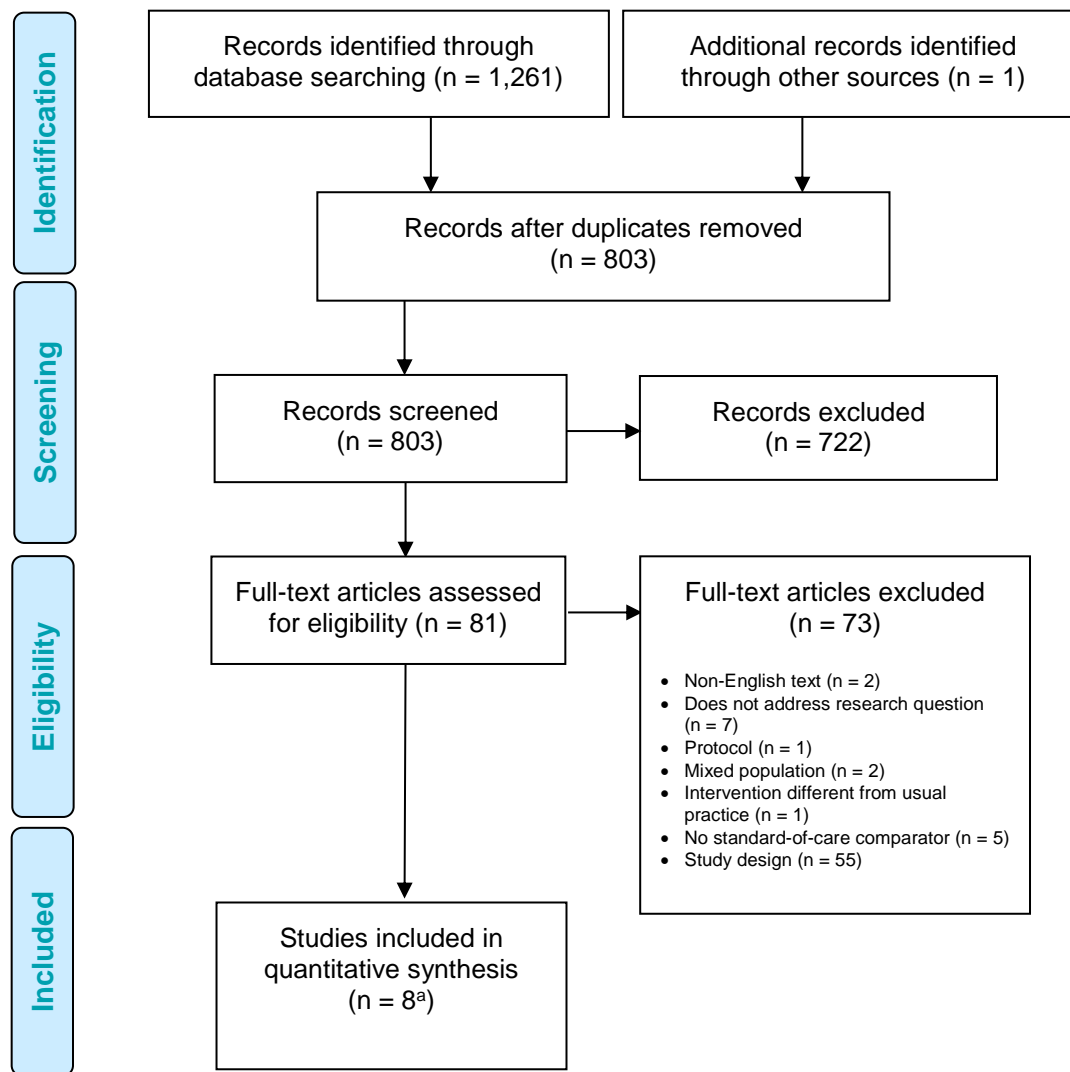 Identification
Records identified through
database searching (n = 1,261)
Additional records identified
through other sources (n = 1)
Records after duplicates removed
(n = 803)
Screening
Records screened
(n = 803)
Records excluded
(n = 722)
Eligibility
Full-text articles assessed
for eligibility (n = 81)
Full-text articles excluded
(n = 73)
• Non-English text (n = 2)
• Does not address research question
(n = 7)
• Protocol (n = 1)
• Mixed population (n = 2)
• Intervention different from usual
practice (n = 1)
• No standard-of-care comparator (n = 5)
• Study design (n = 55)
Included
Studies included in
quantitative synthesis
(n = 8ᵃ)